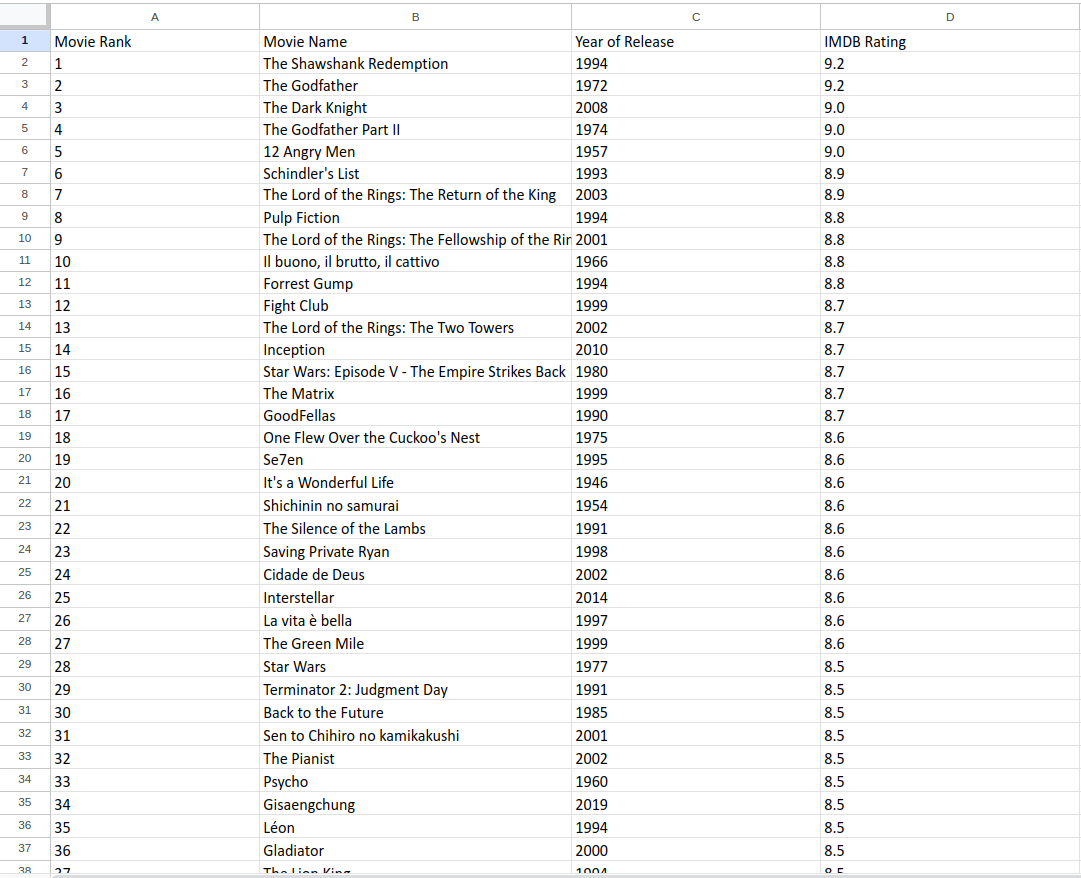 A B C D
1 Movie Rank Movie Name Year of Release IMDB Rating
2 1 The Shawshank Redemption 1994 9.2
3 2 The Godfather 1972 9.2
4 3 The Dark Knight 2008 9.0
5 4 The Godfather Part II 1974 9.0
6 5 12 Angry Men 1957 9.0
7 6 Schindler's List 1993 8.9
8 7 The Lord of the Rings: The Return of the King 2003 8.9
9 8 Pulp Fiction 1994 8.8
10 9 The Lord of the Rings: The Fellowship of the Rin 2001 8.8
11 10 Il buono, il brutto, il cattivo 1966 8.8
12 11 Forrest Gump 1994 8.8
13 12 Fight Club 1999 8.7
14 13 The Lord of the Rings: The Two Towers 2002 8.7
15 14 Inception 2010 8.7
16 15 Star Wars: Episode V - The Empire Strikes Back 1980 8.7
17 16 The Matrix 1999 8.7
18 17 GoodFellas 1990 8.7
19 18 One Flew Over the Cuckoo's Nest 1975 8.6
20 19 Se7en 1995 8.6
21 20 It's a Wonderful Life 1946 8.6
22 21 Shichinin no samurai 1954 8.6
23 22 The Silence of the Lambs 1991 8.6
24 23 Saving Private Ryan 1998 8.6
25 24 Cidade de Deus 2002 8.6
26 25 Interstellar 2014 8.6
27 26 La vita è bella 1997 8.6
28 27 The Green Mile 1999 8.6
29 28 Star Wars 1977 8.5
30 29 Terminator 2: Judgment Day 1991 8.5
31 30 Back to the Future 1985 8.5
32 31 Sen to Chihiro no kamikakushi 2001 8.5
33 32 The Pianist 2002 8.5
34 33 Psycho 1960 8.5
35 34 Gisaengchung 2019 8.5
36 35 Léon 1994 8.5
37 36 Gladiator 2000 8.5
38 37 The Lion King 1994 8.5